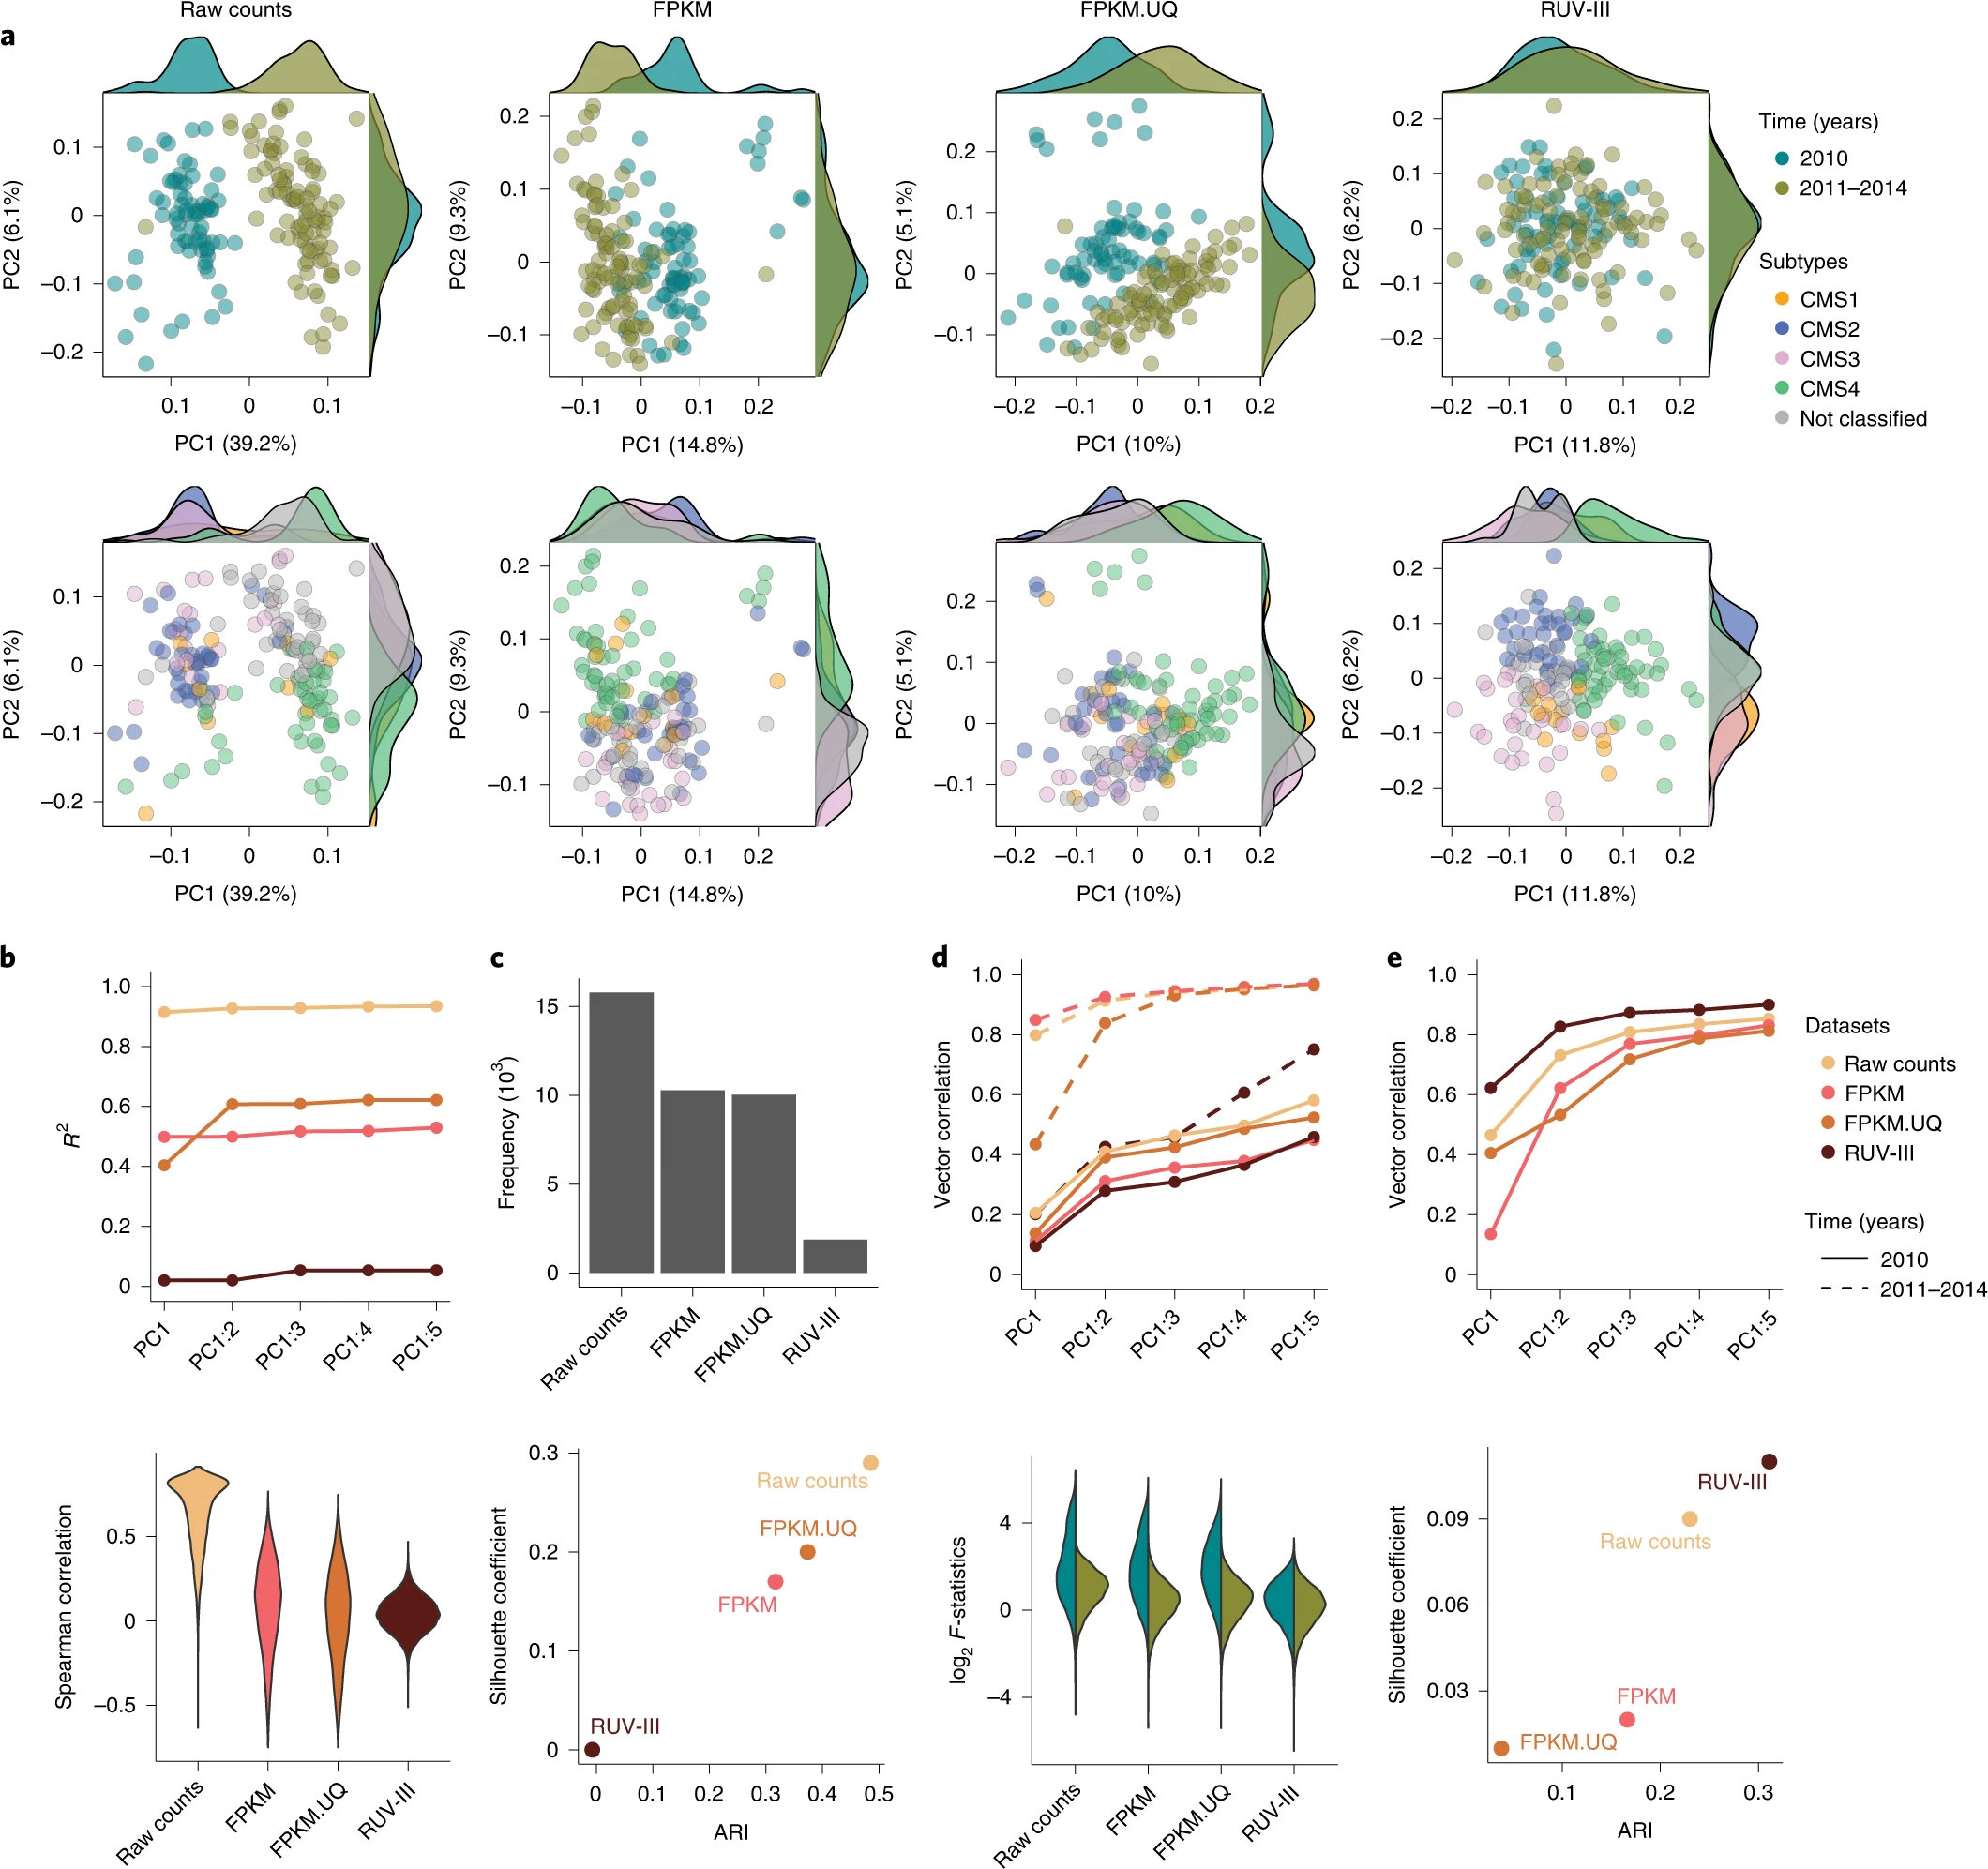 Raw counts
FPKM
FPKM.UQ
RUV-III
a
0.1
0
−0.1
−0.2
PC2 (6.1%)
0.1
0
0.1
PC1 (39.2%)
0.2
0.1
0
−0.1
PC2 (9.3%)
−0.1
0
0.1
0.2
PC1 (14.8%)
0.2
0.1
0
−0.1
PC2 (5.1%)
−0.2
−0.1
0
0.1
0.2
PC1 (10%)
0.2
0.1
0
−0.1
−0.2
PC2 (6.2%)
−0.2
−0.1
0
0.1
0.2
PC1 (11.8%)
Time (years)
2010
2011–2014
Subtypes
CMS1
CMS2
CMS3
CMS4
Not classified
0.1
0
−0.1
−0.2
PC2 (6.1%)
−0.1
0
0.1
PC1 (39.2%)
0.2
0.1
0
−0.1
PC2 (9.3%)
−0.1
0
0.1
0.2
PC1 (14.8%)
0.2
0.1
0
−0.1
PC2 (5.1%)
−0.2
−0.1
0
0.1
0.2
PC1 (10%)
0.2
0.1
0
−0.1
−0.2
PC2 (6.2%)
−0.2
−0.1
0
0.1
0.2
PC1 (11.8%)
b
1.0
0.8
0.6
0.4
0.2
0
R²
PC1
PC1:2
PC1:3
PC1:4
PC1:5
c
15
10
5
0
Frequency (10³)
Raw counts
FPKM
FPKM.UQ
RUV-III
d
1.0
0.8
0.6
0.4
0.2
0
Vector correlation
PC1
PC1:2
PC1:3
PC1:4
PC1:5
e
1.0
0.8
0.6
0.4
0.2
0
Vector correlation
PC1
PC1:2
PC1:3
PC1:4
PC1:5
Datasets
Raw counts
FPKM
FPKM.UQ
RUV-III
Time (years)
2010
2011–2014
0.5
0
−0.5
Spearman correlation
Raw counts
FPKM
FPKM.UQ
RUV-III
0.3
0.2
0.1
0
Silhouette coefficient
Raw counts
FPKM.UQ
FPKM
RUV-III
0
0.1
0.2
0.3
0.4
0.5
ARI
4
0
−4
log₂ F-statistics
Raw counts
FPKM
FPKM.UQ
RUV-III
0.09
0.06
0.03
Silhouette coefficient
RUV-III
Raw counts
FPKM
FPKM.UQ
0.1
0.2
0.3
ARI